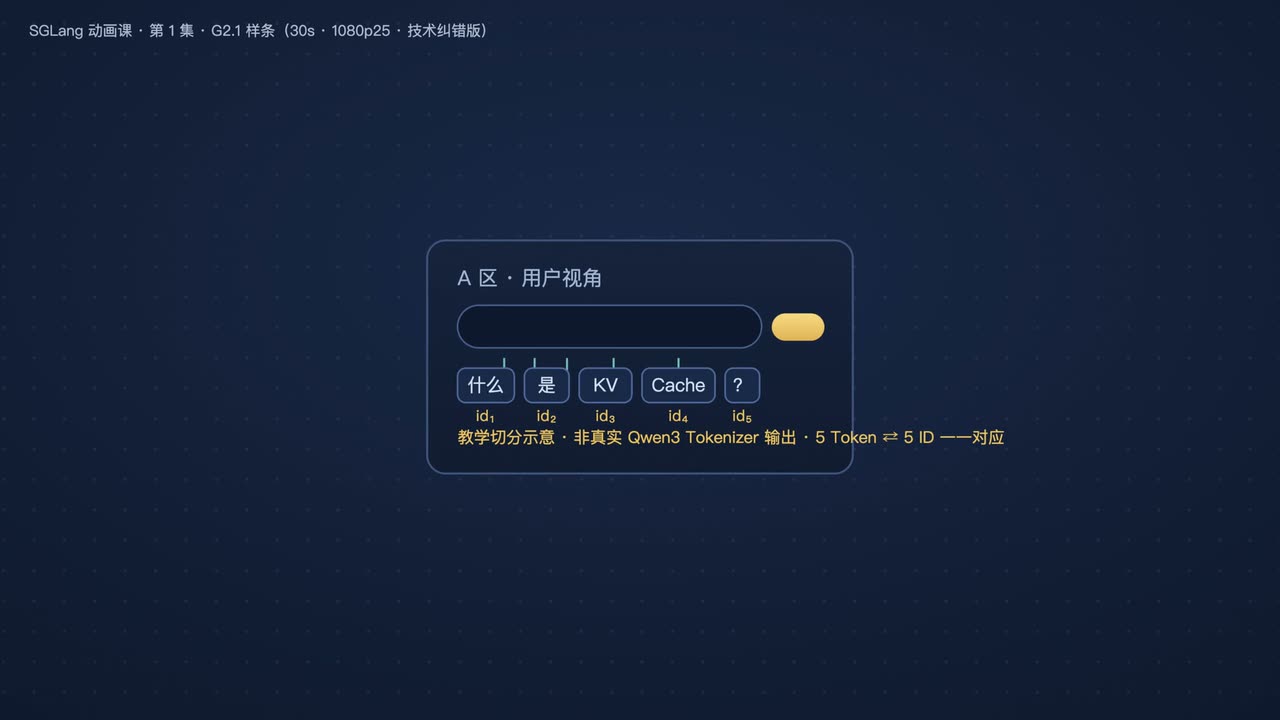 SGLang 动画课 · 第 1 集 · G2.1 样条（30s · 1080p25 · 技术纠错版）
A 区 · 用户视角
什么 是 KV Cache ？
id₁ id₂ id₃ id₄ id₅
教学切分示意 · 非真实 Qwen3 Tokenizer 输出 · 5 Token ⇄ 5 ID 一一对应